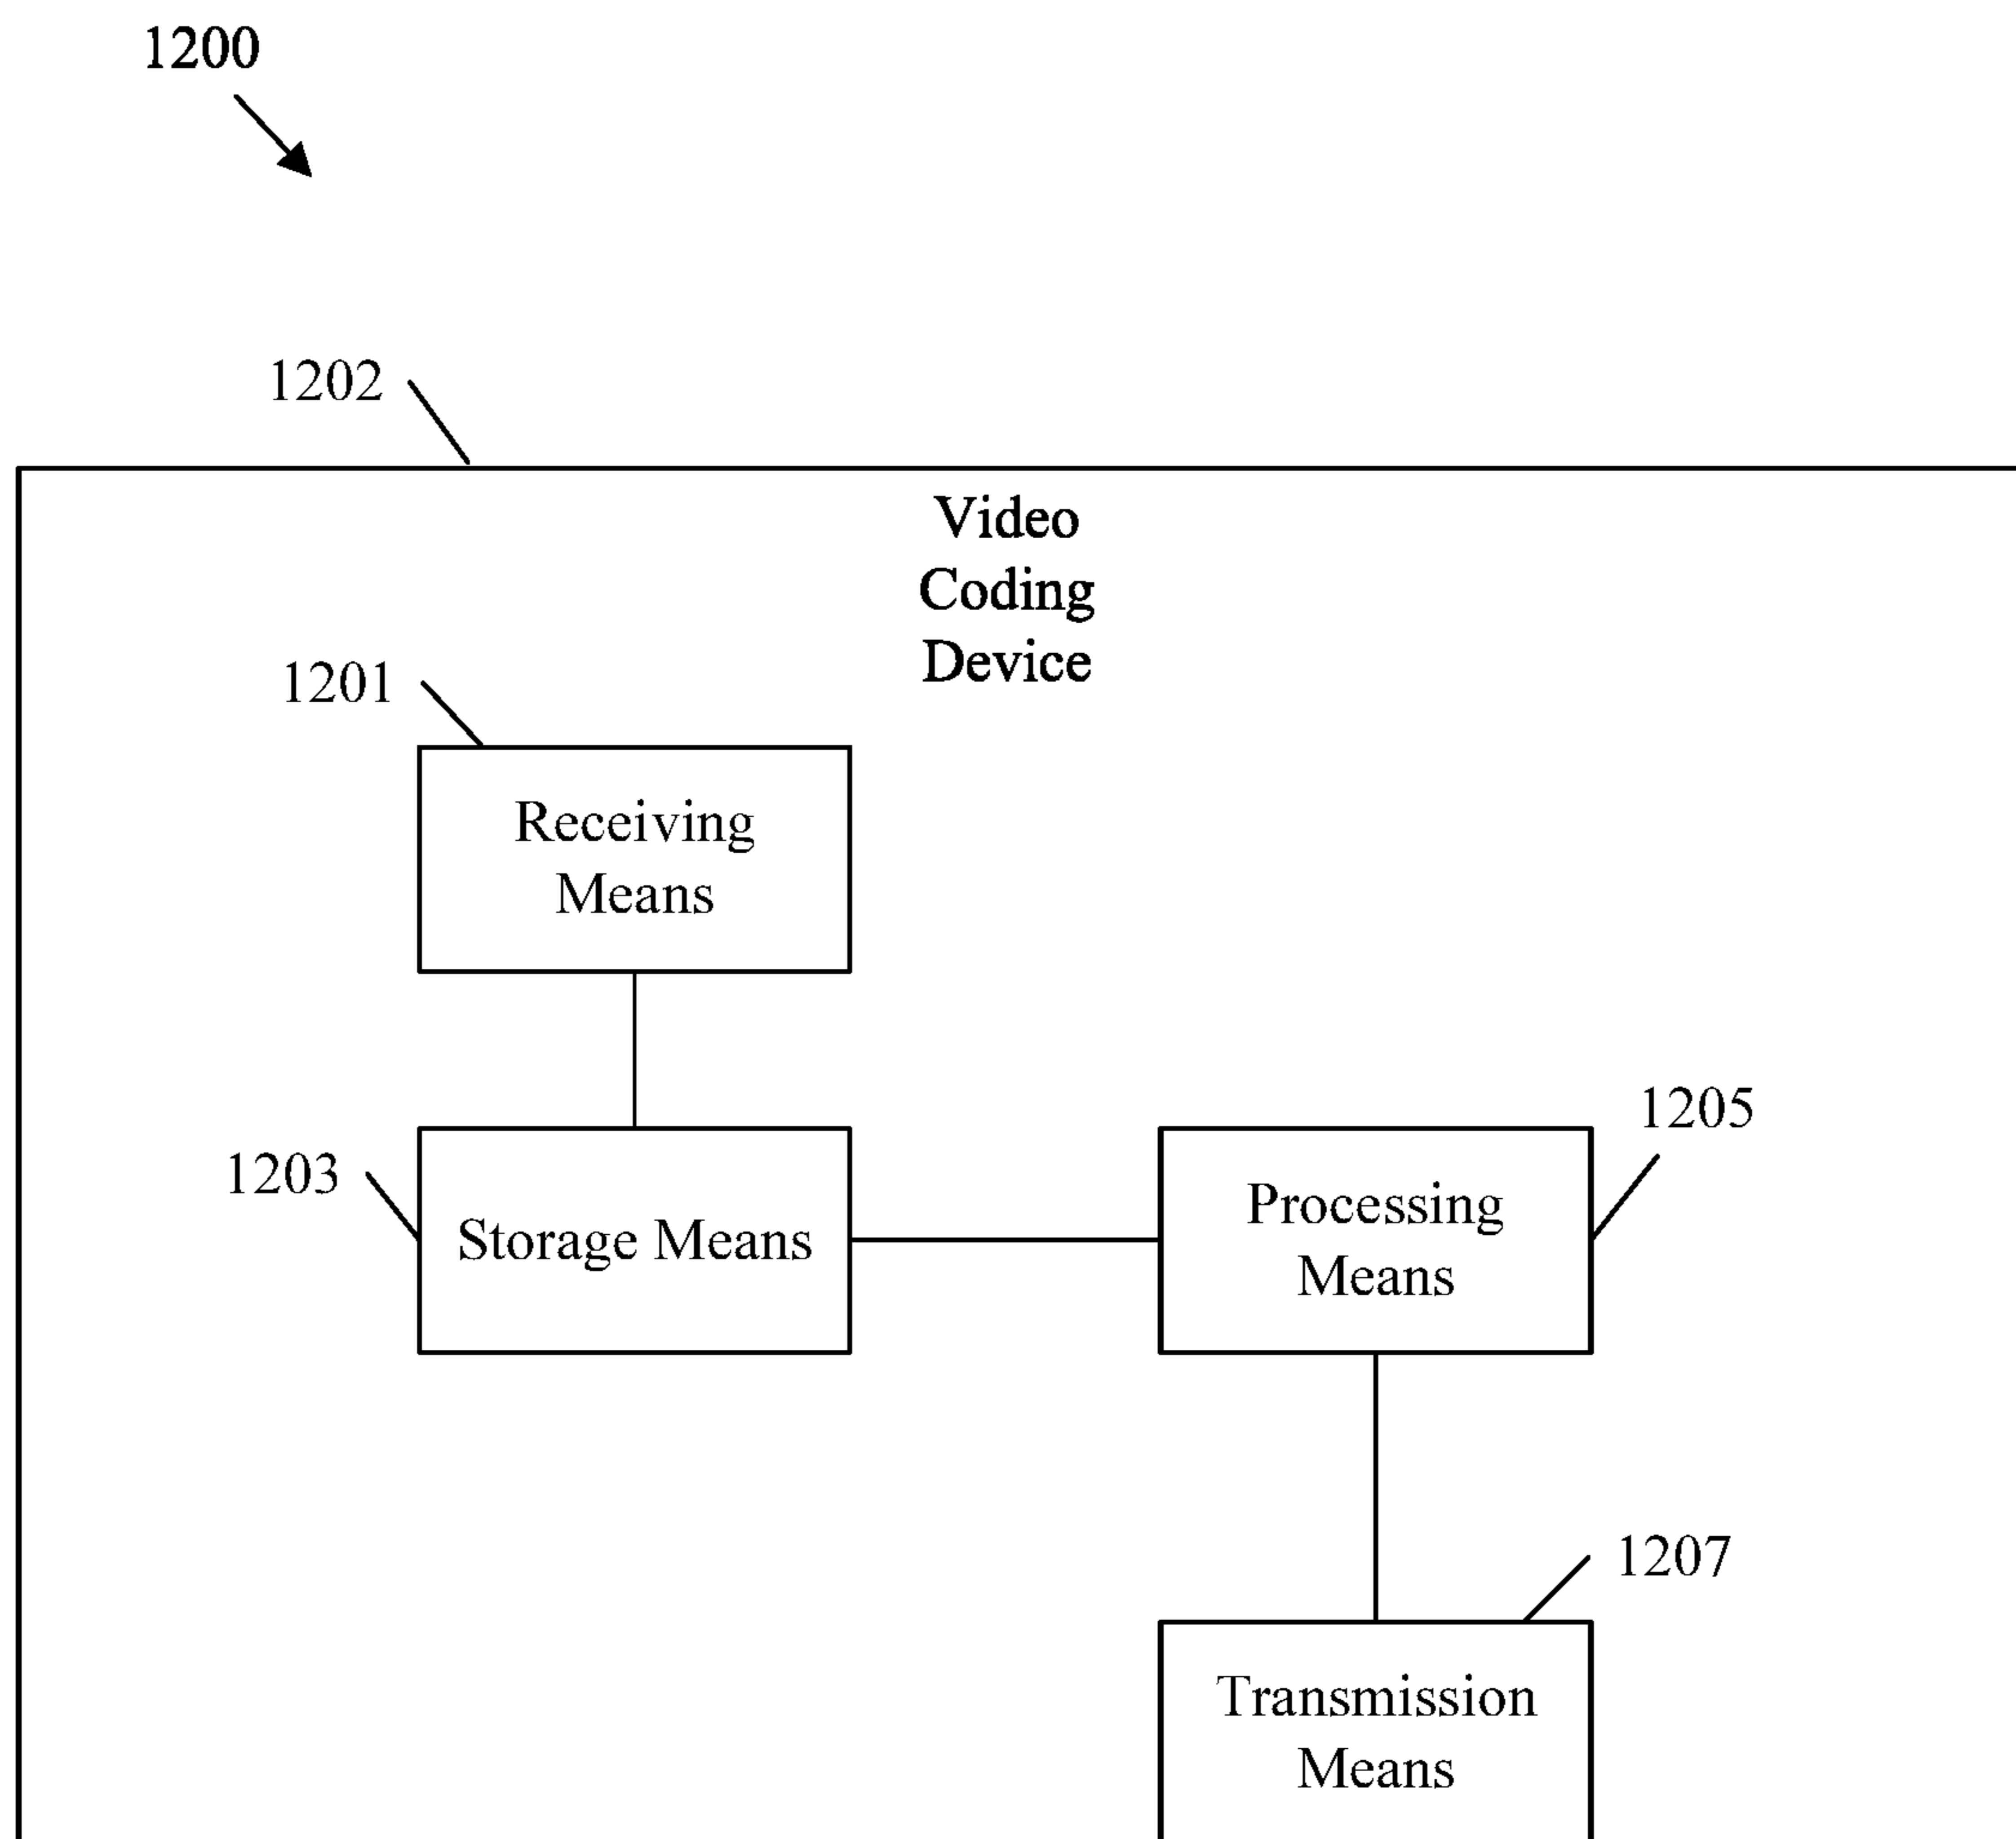 1200
1202
Video
Coding
Device
1201
Receiving
Means
1205
1203
Storage Means
Processing
Means
1207
Transmission
Means